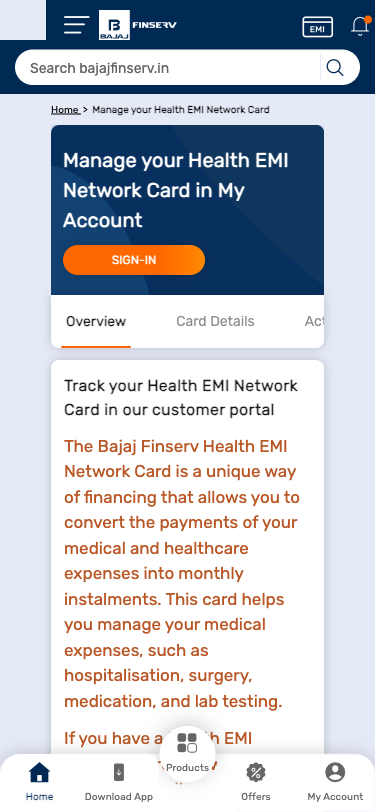 BAJAJ FINSERV
EMI
Search bajajfinserv.in
Home > Manage your Health EMI Network Card
Manage your Health EMI
Network Card in My
Account
SIGN-IN
Overview Card Details Act
Track your Health EMI Network
Card in our customer portal
The Bajaj Finserv Health EMI
Network Card is a unique way
of financing that allows you to
convert the payments of your
medical and healthcare
expenses into monthly
instalments. This card helps
you manage your medical
expenses, such as
hospitalisation, surgery,
medication, and lab testing.
If you have a EMI
Products
Home Download App Offers My Account